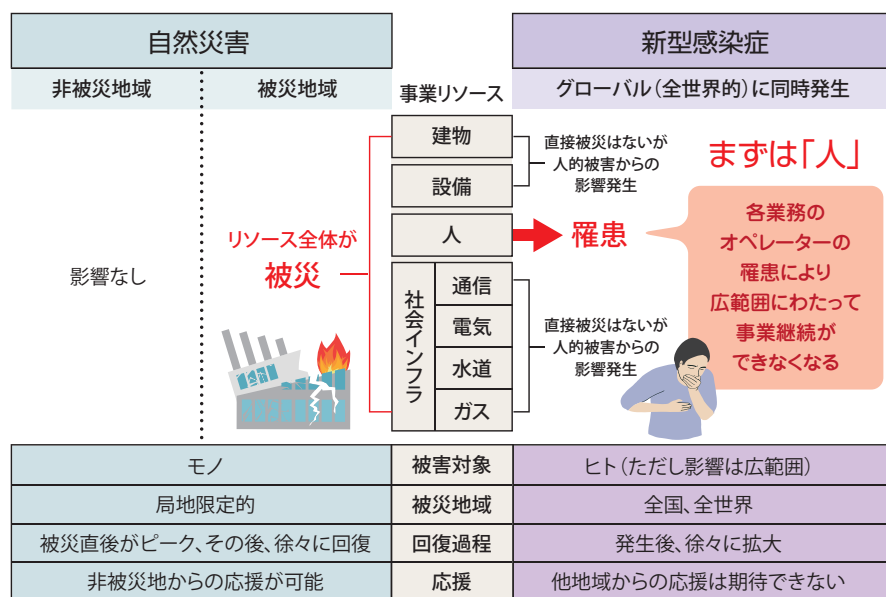 自然災害
新型感染症
非被災地域
被災地域
事業リソース
グローバル（全世界的）に同時発生
建物
設備
人
社会インフラ
通信
電気
水道
ガス
影響なし
リソース全体が
被災
直接被災はないが
人的被害からの
影響発生
まずは「人」
罹患
各業務の
オペレーターの
罹患により
広範囲にわたって
事業継続が
できなくなる
直接被災はないが
人的被害からの
影響発生
モノ
被害対象
ヒト（ただし影響は広範囲）
局地限定的
被災地域
全国、全世界
被災直後がピーク、その後、徐々に回復
回復過程
発生後、徐々に拡大
非被災地からの応援が可能
応援
他地域からの応援は期待できない